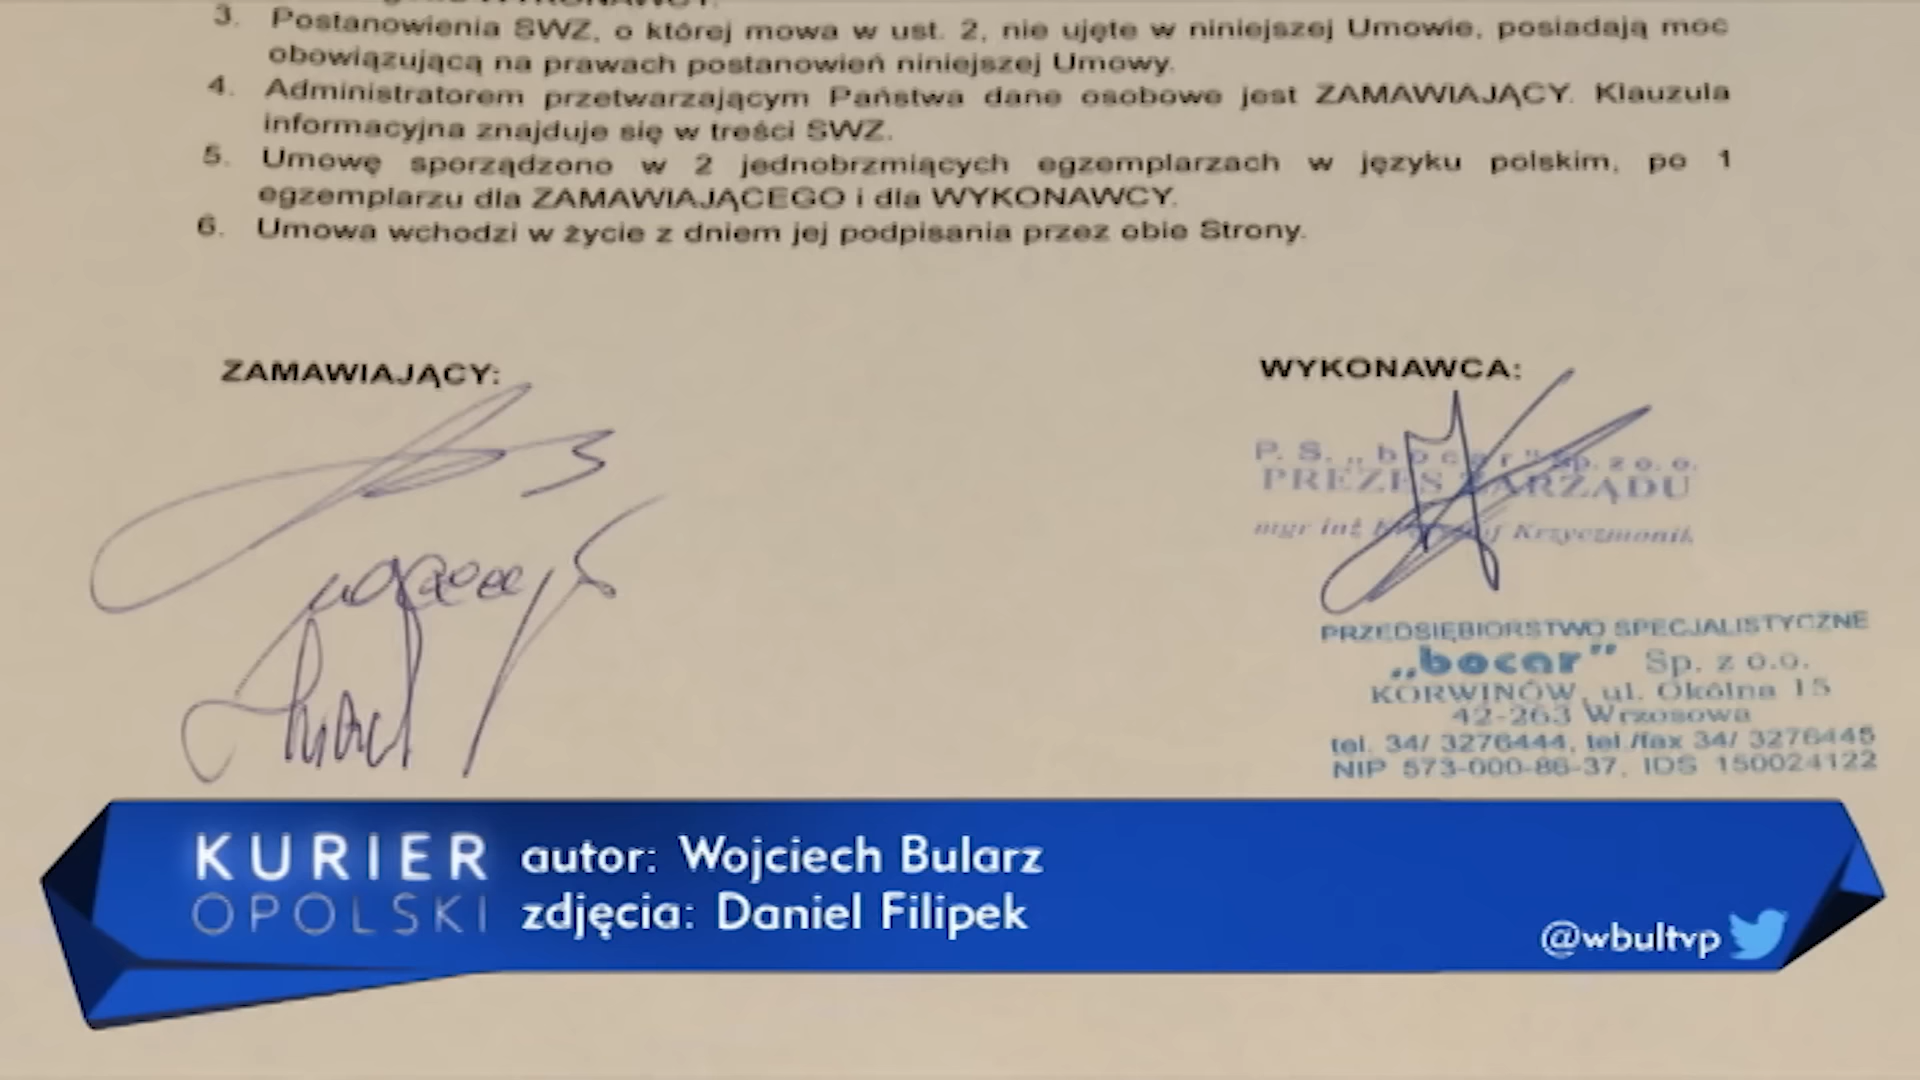 3. Postanowienia SWZ, o której mowa w ust. 2, nie ujęte w niniejszej Umowie, posiadają moc
obowiązującą na prawach postanowień niniejszej Umowy.
4. Administratorem przetwarzającym Państwa dane osobowe jest ZAMAWIAJĄCY. Klauzula
informacyjna znajduje się w treści SWZ.
5. Umowę sporządzono w 2 jednobrzmiących egzemplarzach w języku polskim, po 1
egzemplarzu dla ZAMAWIAJĄCEGO i dla WYKONAWCY.
6. Umowa wchodzi w życie z dniem jej podpisania przez obie Strony.
ZAMAWIAJĄCY:
WYKONAWCA:
P. S. „bocar" Sp. z o. o.
PREZES ZARZĄDU
mgr inż. Krzyczmonik
PRZEDSIĘBIORSTWO SPECJALISTYCZNE
„bocar” Sp. z o.o.
KORWINÓW, ul. Okólna 15
42-263 Wrzosowa
tel. 34/ 3276444, tel./fax 34/ 3276445
NIP 573-000-86-37, IDS 150024122
KURIER
OPOLSKI
autor: Wojciech Bularz
zdjęcia: Daniel Filipek
@wbultvp